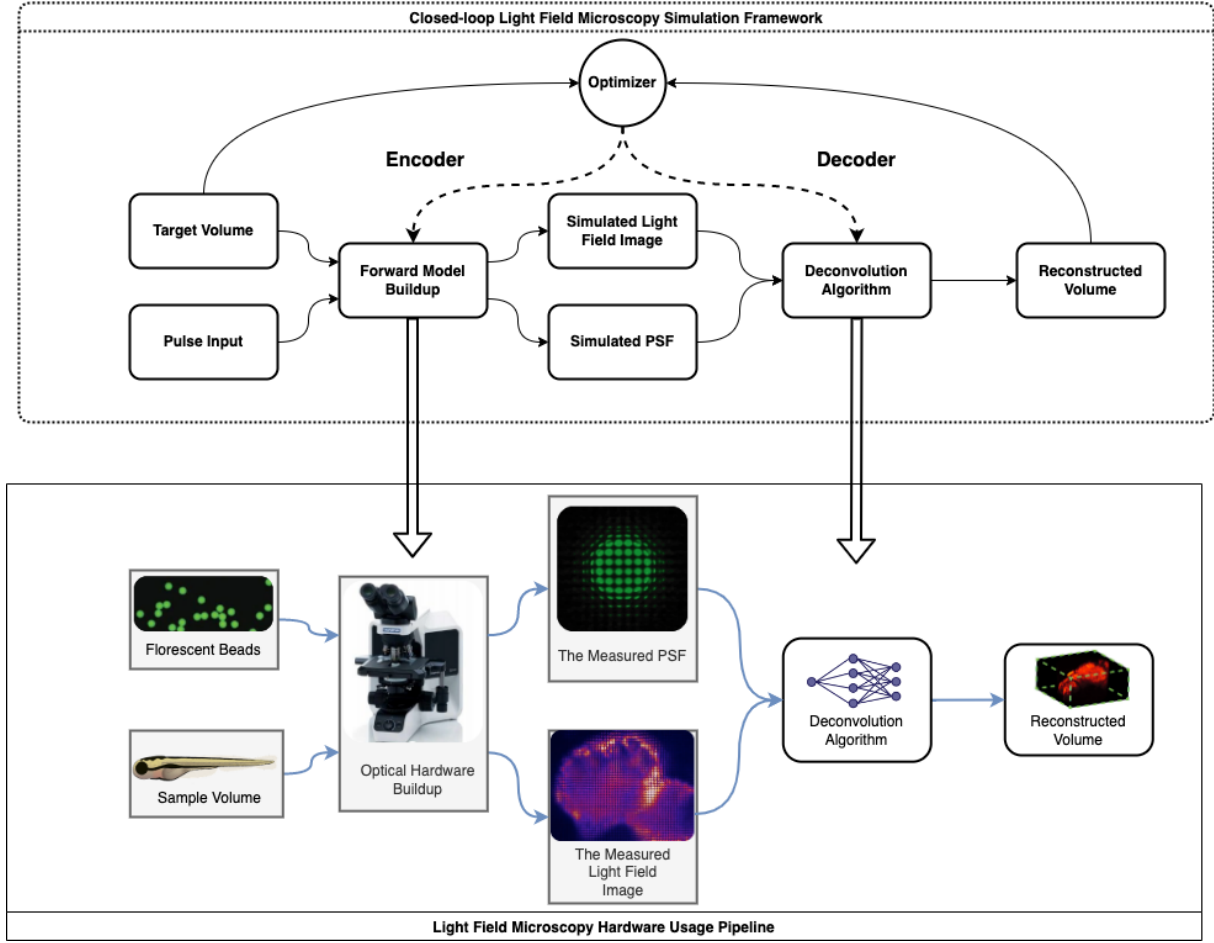 Closed-loop Light Field Microscopy Simulation Framework
Optimizer
Encoder
Decoder
Target Volume
Simulated Light
Field Image
Forward Model
Buildup
Deconvolution
Algorithm
Reconstructed
Volume
Pulse Input
Simulated PSF
Florescent Beads
The Measured PSF
Optical Hardware
Buildup
Deconvolution
Algorithm
Reconstructed
Volume
Sample Volume
The Measured
Light Field
Image
Light Field Microscopy Hardware Usage Pipeline